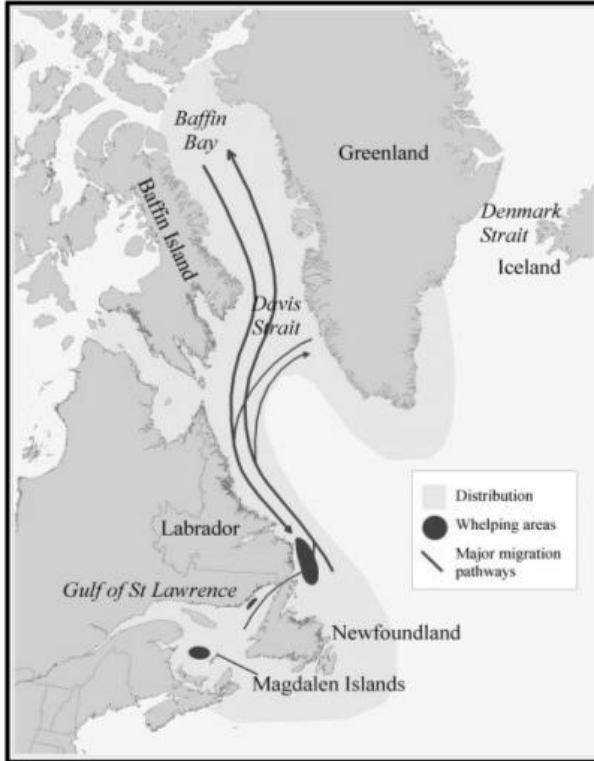 Baffin
Bay
Greenland
Baffin Island
Denmark
Strait
Iceland
Davis
Strait
Distribution
Whelping areas
Major migration
pathways
Labrador
Gulf of St Lawrence
Newfoundland
Magdalen Islands